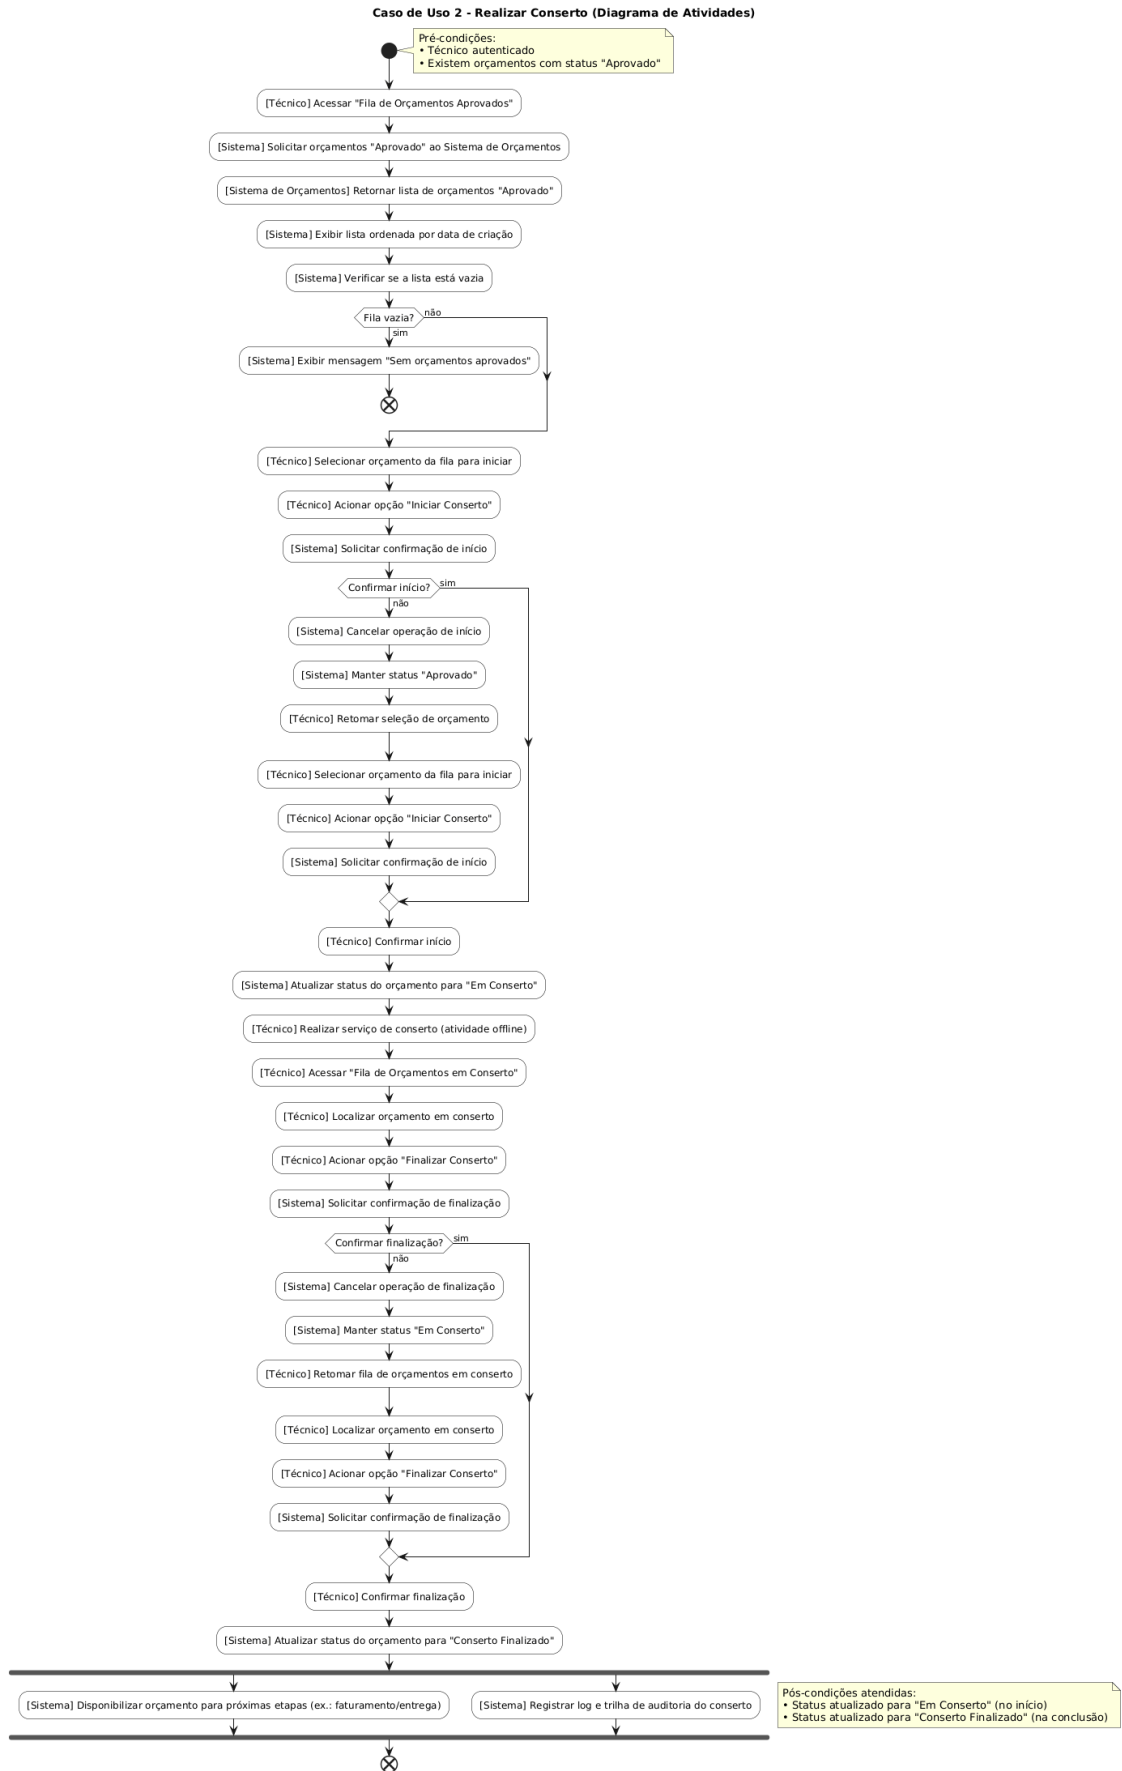 Caso de Uso 2 - Realizar Conserto (Diagrama de Atividades)
Pré-condições:
• Técnico autenticado
• Existem orçamentos com status "Aprovado"
[Técnico] Acessar "Fila de Orçamentos Aprovados"
[Sistema] Solicitar orçamentos "Aprovado" ao Sistema de Orçamentos
[Sistema de Orçamentos] Retornar lista de orçamentos "Aprovado"
[Sistema] Exibir lista ordenada por data de criação
[Sistema] Verificar se a lista está vazia
Fila vazia?
não
sim
[Sistema] Exibir mensagem "Sem orçamentos aprovados"
[Técnico] Selecionar orçamento da fila para iniciar
[Técnico] Acionar opção "Iniciar Conserto"
[Sistema] Solicitar confirmação de início
Confirmar início?
sim
não
[Sistema] Cancelar operação de início
[Sistema] Manter status "Aprovado"
[Técnico] Retomar seleção de orçamento
[Técnico] Selecionar orçamento da fila para iniciar
[Técnico] Acionar opção "Iniciar Conserto"
[Sistema] Solicitar confirmação de início
[Técnico] Confirmar início
[Sistema] Atualizar status do orçamento para "Em Conserto"
[Técnico] Realizar serviço de conserto (atividade offline)
[Técnico] Acessar "Fila de Orçamentos em Conserto"
[Técnico] Localizar orçamento em conserto
[Técnico] Acionar opção "Finalizar Conserto"
[Sistema] Solicitar confirmação de finalização
Confirmar finalização?
sim
não
[Sistema] Cancelar operação de finalização
[Sistema] Manter status "Em Conserto"
[Técnico] Retomar fila de orçamentos em conserto
[Técnico] Localizar orçamento em conserto
[Técnico] Acionar opção "Finalizar Conserto"
[Sistema] Solicitar confirmação de finalização
[Técnico] Confirmar finalização
[Sistema] Atualizar status do orçamento para "Conserto Finalizado"
[Sistema] Disponibilizar orçamento para próximas etapas (ex.: faturamento/entrega)
[Sistema] Registrar log e trilha de auditoria do conserto
Pós-condições atendidas:
• Status atualizado para "Em Conserto" (no início)
• Status atualizado para "Conserto Finalizado" (na conclusão)